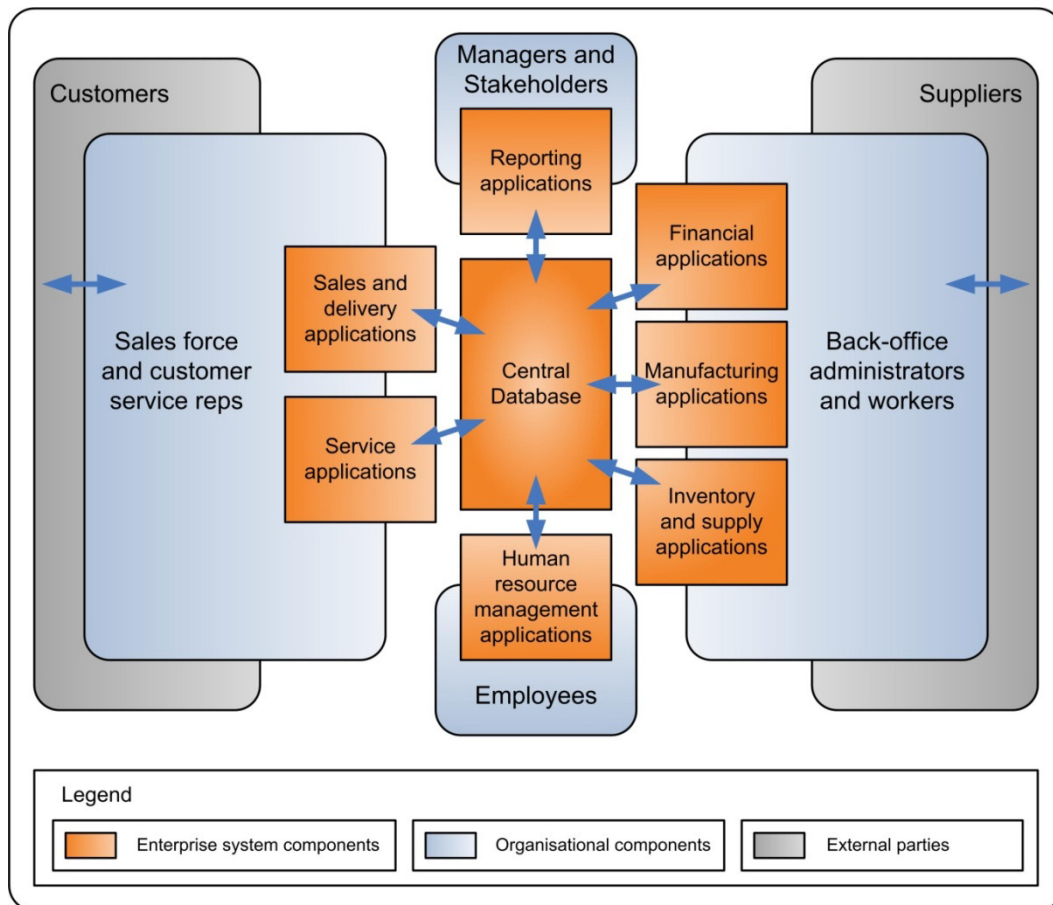 Managers and
Stakeholders
Customers
Suppliers
Reporting
applications
Financial
applications
Sales and
delivery
applications
Sales force
and customer
service reps
Central
Database
Manufacturing
applications
Back-office
administrators
and workers
Service
applications
Inventory
and supply
applications
Human
resource
management
applications
Employees
Legend
Enterprise system components
Organisational components
External parties